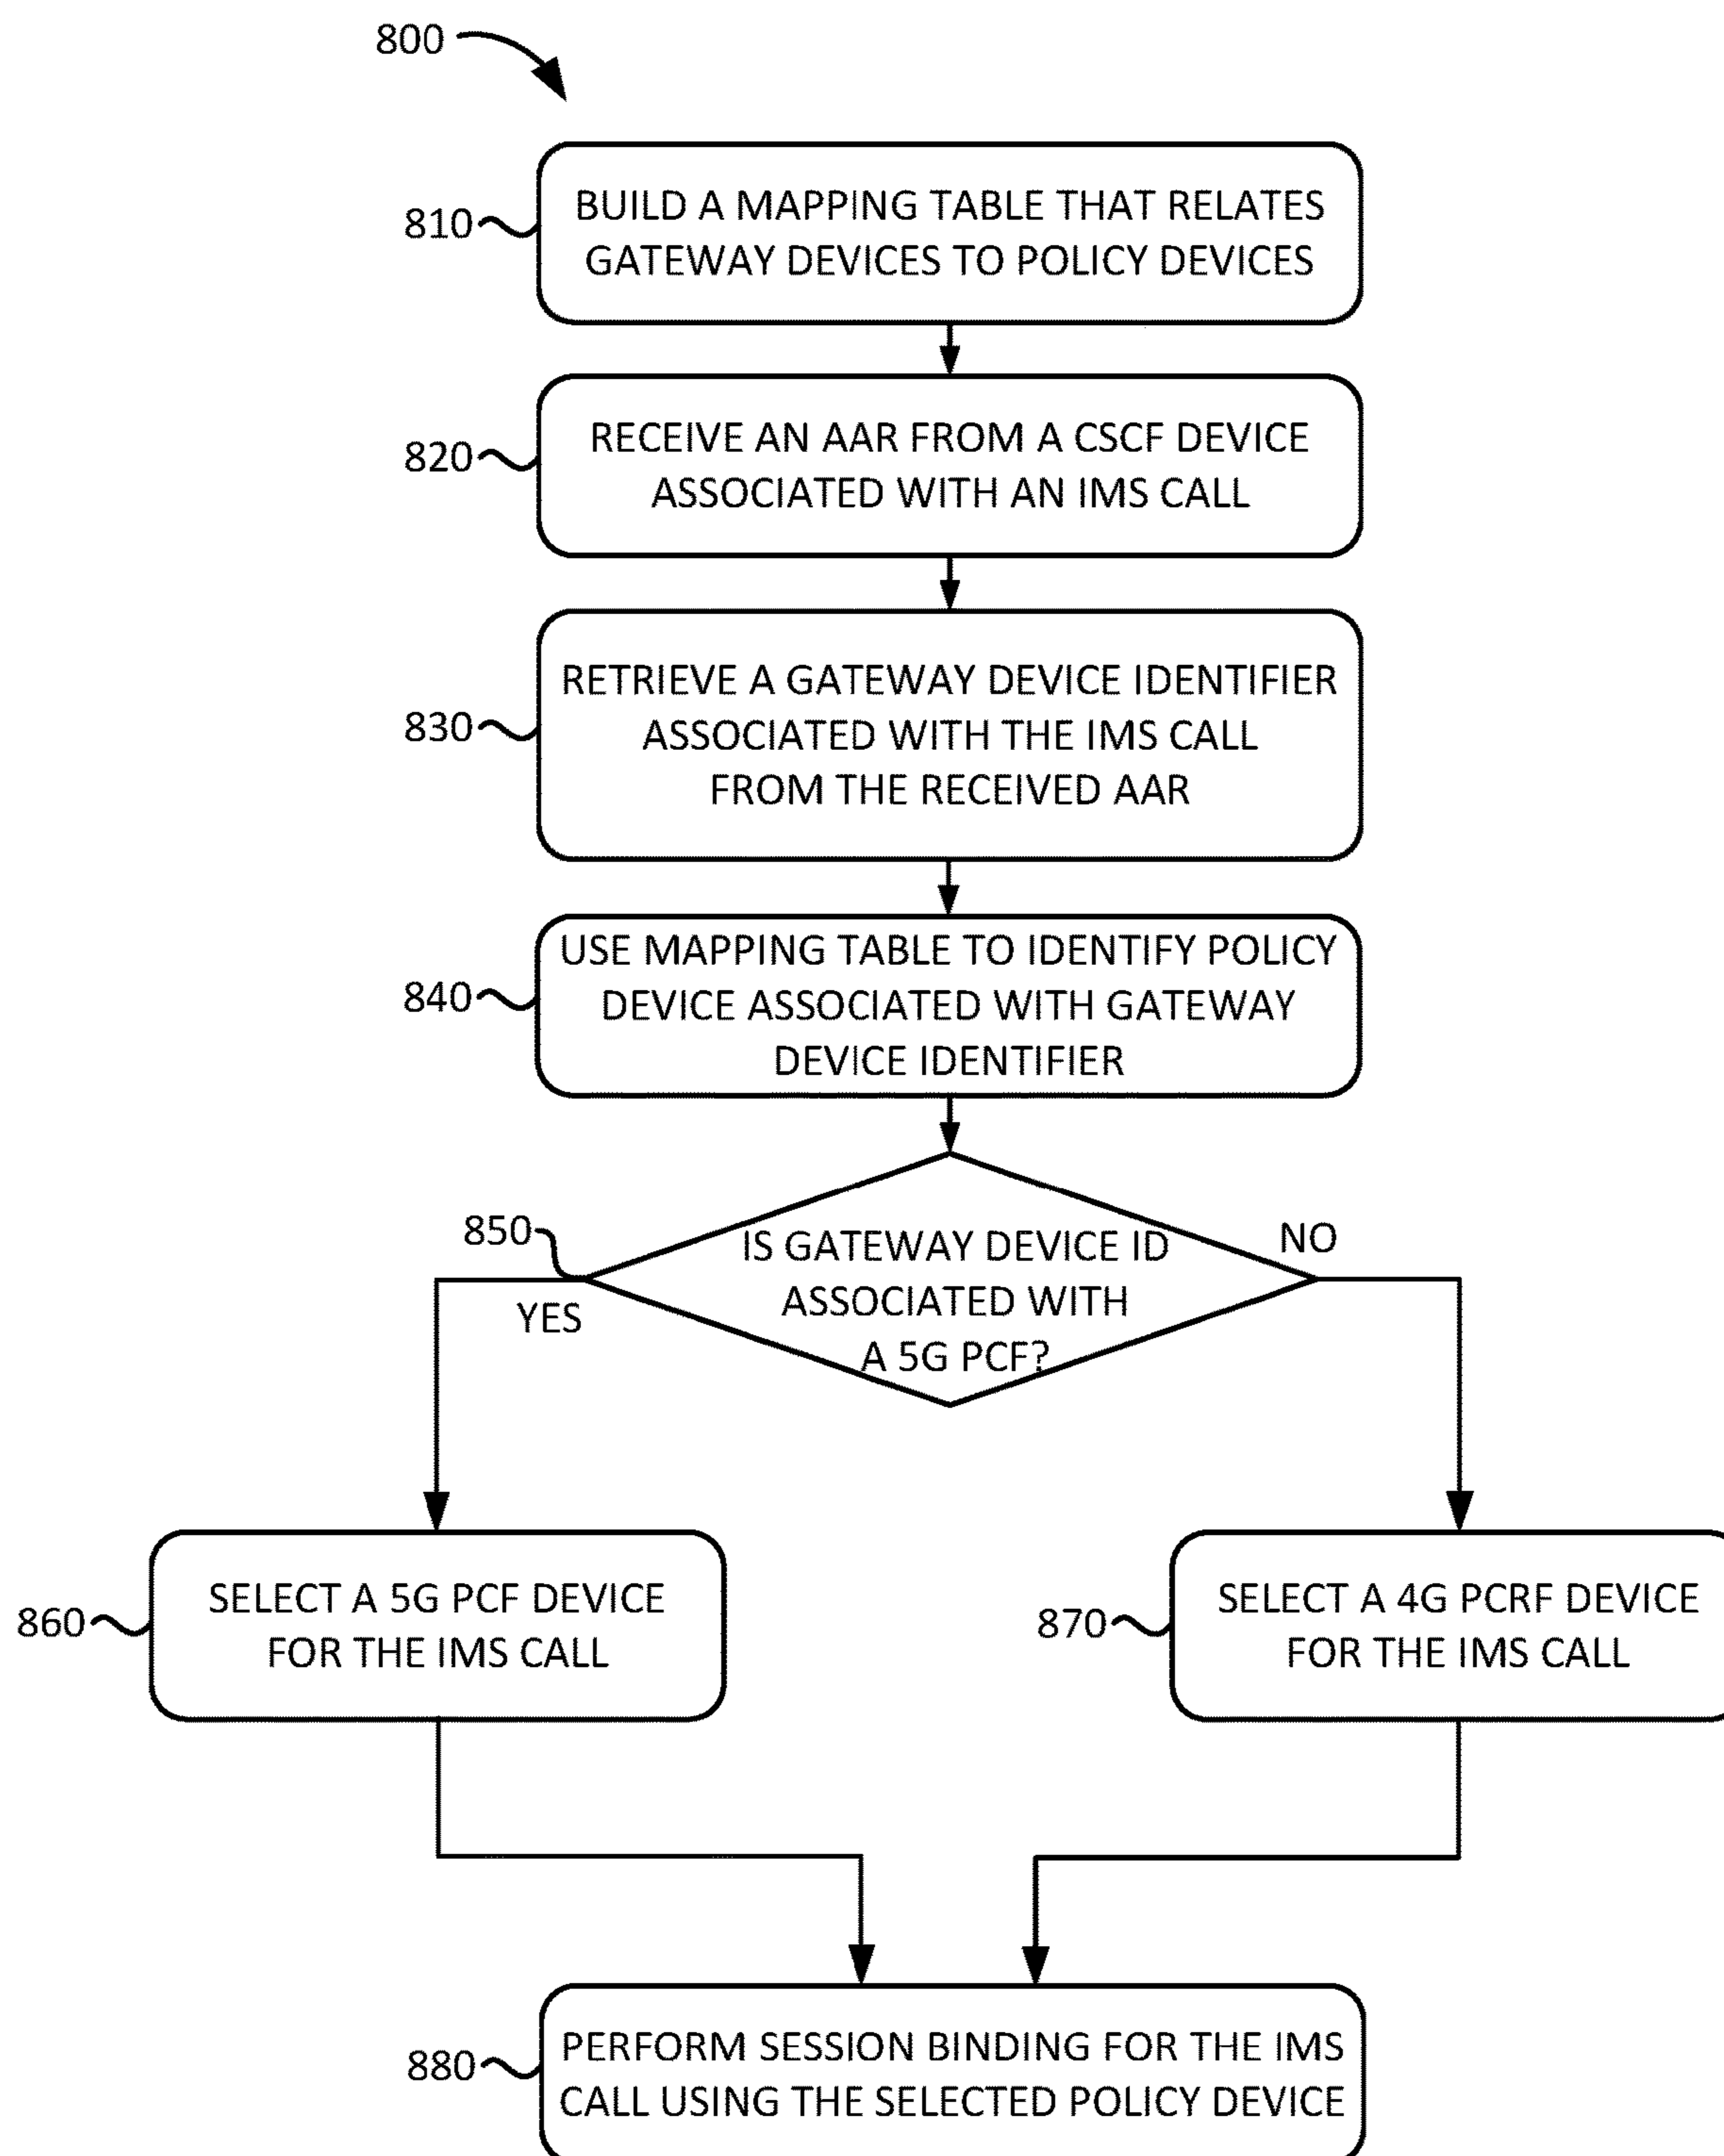 800
810
BUILD A MAPPING TABLE THAT RELATES
GATEWAY DEVICES TO POLICY DEVICES
820
RECEIVE AN AAR FROM A CSCF DEVICE
ASSOCIATED WITH AN IMS CALL
830
RETRIEVE A GATEWAY DEVICE IDENTIFIER
ASSOCIATED WITH THE IMS CALL
FROM THE RECEIVED AAR
840
USE MAPPING TABLE TO IDENTIFY POLICY
DEVICE ASSOCIATED WITH GATEWAY
DEVICE IDENTIFIER
850
IS GATEWAY DEVICE ID
ASSOCIATED WITH
A 5G PCF?
YES
NO
860
SELECT A 5G PCF DEVICE
FOR THE IMS CALL
870
SELECT A 4G PCRF DEVICE
FOR THE IMS CALL
880
PERFORM SESSION BINDING FOR THE IMS
CALL USING THE SELECTED POLICY DEVICE